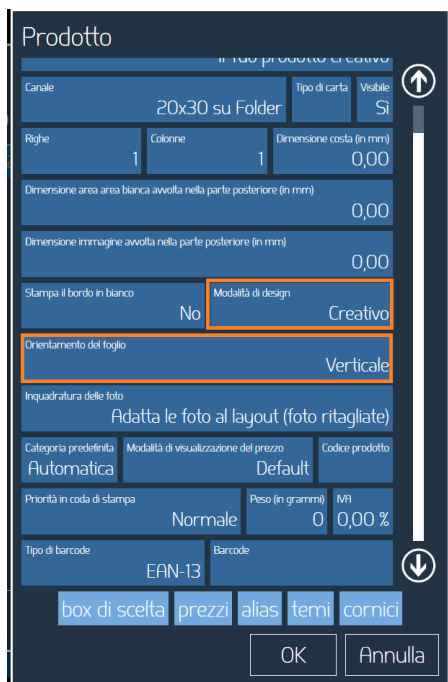 Prodotto
Il tuo prodotto creativo
Canale
Tipo di carta
Visibile
20x30 su Folder
Sì
Righe
Colonne
Dimensione costa (in mm)
1
1
0,00
Dimensione area area bianca avvolta nella parte posteriore (in mm)
0,00
Dimensione immagine avvolta nella parte posteriore (in mm)
0,00
Stampa il bordo in bianco
Modalità di design
No
Creativo
Orientamento del foglio
Verticale
Inquadratura delle foto
Adatta le foto al layout (foto ritagliate)
Categoria predefinita
Modalità di visualizzazione del prezzo
Codice prodotto
Automatica
Default
Priorità in coda di stampa
Peso (in grammi)
IVA
Normale
0
0,00 %
Tipo di barcode
Barcode
EAN-13
box di scelta
prezzi
alias
temi
cornici
OK
Annulla